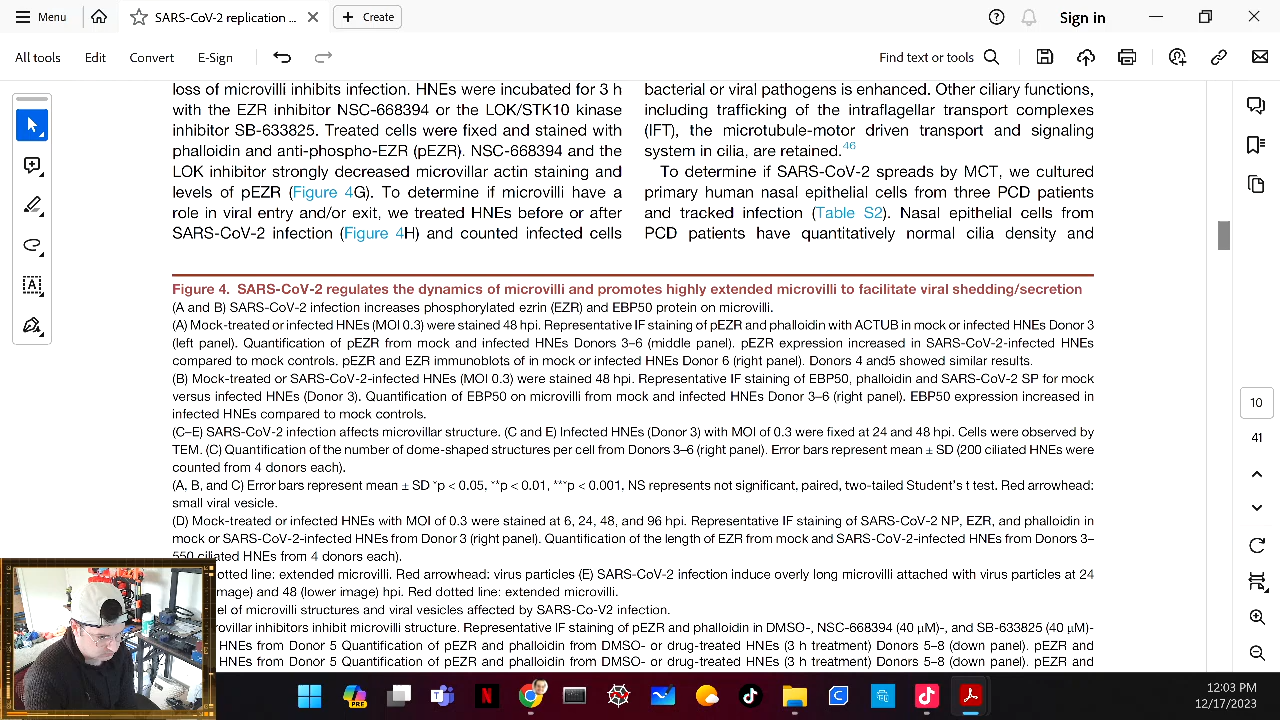 Menu
SARS-CoV-2 replication ...
Create
Sign in
All tools
Edit
Convert
E-Sign
Find text or tools
loss of microvilli inhibits infection. HNEs were incubated for 3 h
with the EZR inhibitor NSC-668394 or the LOK/STK10 kinase
inhibitor SB-633825. Treated cells were fixed and stained with
phalloidin and anti-phospho-EZR (pEZR). NSC-668394 and the
LOK inhibitor strongly decreased microvillar actin staining and
levels of pEZR (Figure 4G). To determine if microvilli have a
role in viral entry and/or exit, we treated HNEs before or after
SARS-CoV-2 infection (Figure 4H) and counted infected cells
bacterial or viral pathogens is enhanced. Other ciliary functions,
including trafficking of the intraflagellar transport complexes
(IFT), the microtubule-motor driven transport and signaling
system in cilia, are retained.46
To determine if SARS-CoV-2 spreads by MCT, we cultured
primary human nasal epithelial cells from three PCD patients
and tracked infection (Table S2). Nasal epithelial cells from
PCD patients have quantitatively normal cilia density and
Figure 4. SARS-CoV-2 regulates the dynamics of microvilli and promotes highly extended microvilli to facilitate viral shedding/secretion
(A and B) SARS-CoV-2 infection increases phosphorylated ezrin (EZR) and EBP50 protein on microvilli.
(A) Mock-treated or infected HNEs (MOI 0.3) were stained 48 hpi. Representative IF staining of pEZR and phalloidin with ACTUB in mock or infected HNEs Donor 3
(left panel). Quantification of pEZR from mock and infected HNEs Donors 3–6 (middle panel). pEZR expression increased in SARS-CoV-2-infected HNEs
compared to mock controls. pEZR and EZR immunoblots of in mock or infected HNEs Donor 6 (right panel). Donors 4 and5 showed similar results.
(B) Mock-treated or SARS-CoV-2-infected HNEs (MOI 0.3) were stained 48 hpi. Representative IF staining of EBP50, phalloidin and SARS-CoV-2 SP for mock
versus infected HNEs (Donor 3). Quantification of EBP50 on microvilli from mock and infected HNEs Donor 3–6 (right panel). EBP50 expression increased in
infected HNEs compared to mock controls.
(C–E) SARS-CoV-2 infection affects microvillar structure. (C and E) Infected HNEs (Donor 3) with MOI of 0.3 were fixed at 24 and 48 hpi. Cells were observed by
TEM. (C) Quantification of the number of dome-shaped structures per cell from Donors 3–6 (right panel). Error bars represent mean ± SD (200 ciliated HNEs were
counted from 4 donors each).
(A, B, and C) Error bars represent mean ± SD *p < 0.05, **p < 0.01, ***p < 0.001, NS represents not significant, paired, two-tailed Student's t test. Red arrowhead:
small viral vesicle.
(D) Mock-treated or infected HNEs with MOI of 0.3 were stained at 6, 24, 48, and 96 hpi. Representative IF staining of SARS-CoV-2 NP, EZR, and phalloidin in
mock or SARS-CoV-2-infected HNEs from Donor 3 (right panel). Quantification of the length of EZR from mock and SARS-CoV-2-infected HNEs from Donors 3–
550 ciliated HNEs from 4 donors each).
otted line: extended microvilli. Red arrowhead: virus particles (E) SARS-CoV-2 infection induce overly long microvilli attached with virus particles at 24
mage) and 48 (lower image) hpi. Red dotted line: extended microvilli.
el of microvilli structures and viral vesicles affected by SARS-Co-V2 infection.
rovillar inhibitors inhibit microvilli structure. Representative IF staining of pEZR and phalloidin in DMSO-, NSC-668394 (40 μM)-, and SB-633825 (40 μM)-
HNEs from Donor 5 Quantification of pEZR and phalloidin from DMSO- or drug-treated HNEs (3 h treatment) Donors 5–8 (down panel). pEZR and
HNEs from Donor 5 Quantification of pEZR and phalloidin from DMSO- or drug-treated HNEs (3 h treatment) Donors 5–8 (down panel). pEZR and
10
41
PRE
12:03 PM
12/17/2023